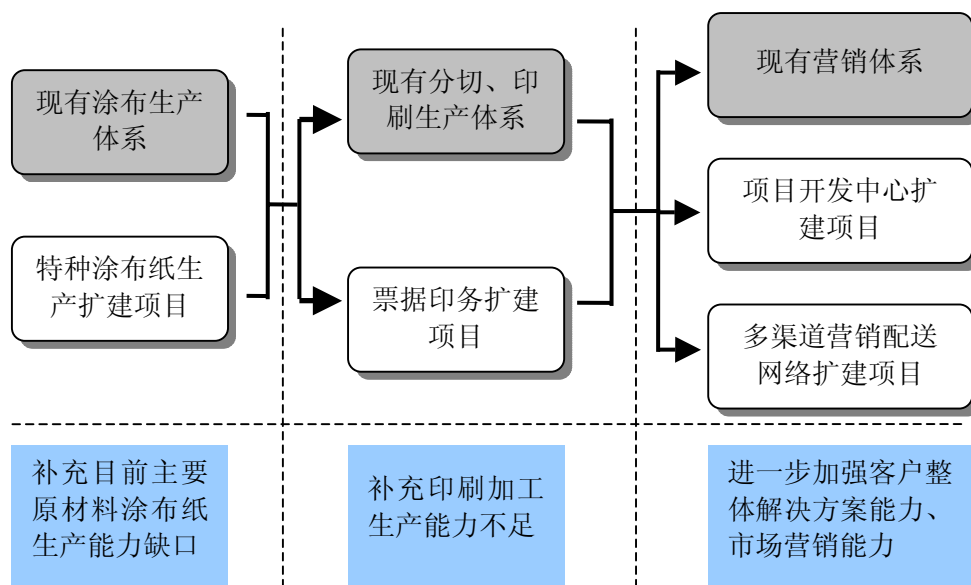 现有涂布生产
体系
特种涂布纸生
产扩建项目
现有分切、印
刷生产体系
票据印务扩建
项目
现有营销体系
项目开发中心扩
建项目
多渠道营销配送
网络扩建项目
补充目前主要
原材料涂布纸
生产能力缺口
补充印刷加工
生产能力不足
进一步加强客户整
体解决方案能力、
市场营销能力